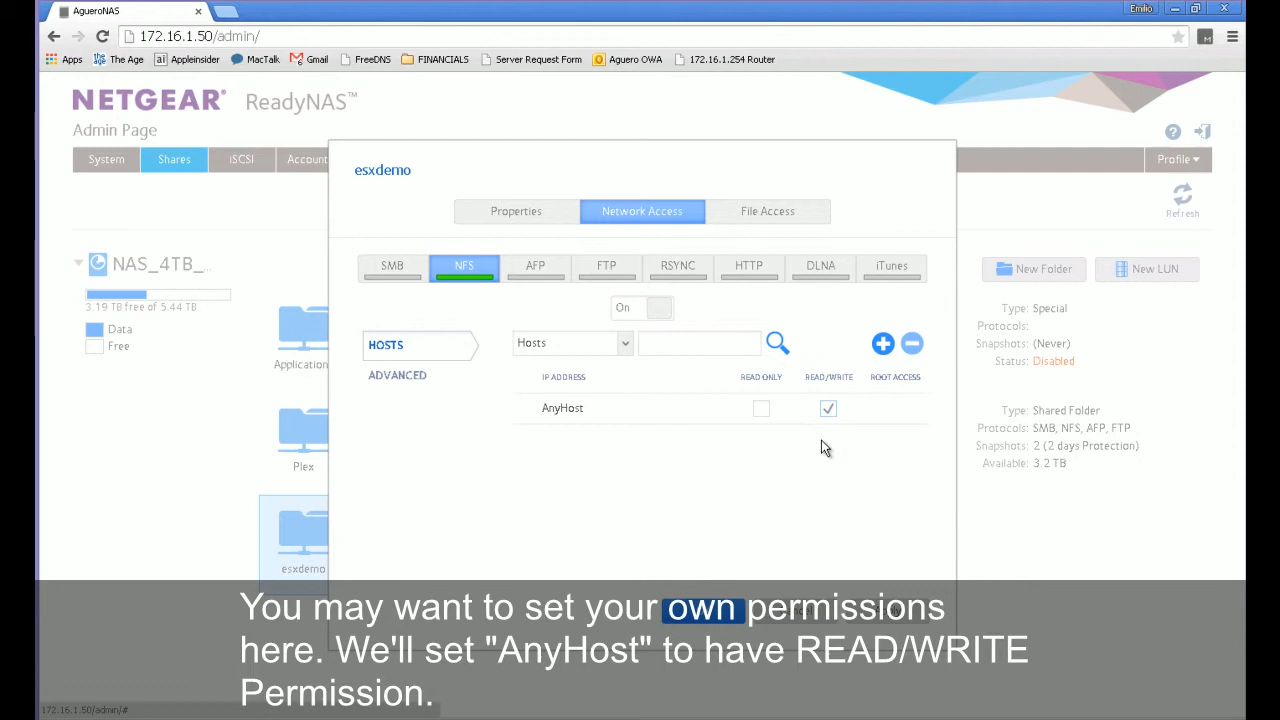 AgueroNAS
Emilio
172.16.1.50/admin/
Apps The Age Appleinsider MacTalk Gmail FreeDNS FINANCIALS Server Request Form Aguero OWA 172.16.1.254 Router
NETGEAR® ReadyNAS™
Admin Page
System Shares iSCSI Account Profile
Refresh
esxdemo
Properties Network Access File Access
SMB NFS AFP FTP RSYNC HTTP DLNA iTunes
On
HOSTS
ADVANCED
Hosts
IP ADDRESS READ ONLY READ/WRITE ROOT ACCESS
AnyHost
NAS_4TB_...
3.19 TB free of 5.44 TB
Data
Free
Application
Plex
esxdemo
New Folder New LUN
Type: Special
Protocols:
Snapshots: (Never)
Status: Disabled
Type: Shared Folder
Protocols: SMB, NFS, AFP, FTP
Snapshots: 2 (2 days Protection)
Available: 3.2 TB
You may want to set your own permissions
here. We'll set "AnyHost" to have READ/WRITE
Permission.
172.16.1.50/admin/#